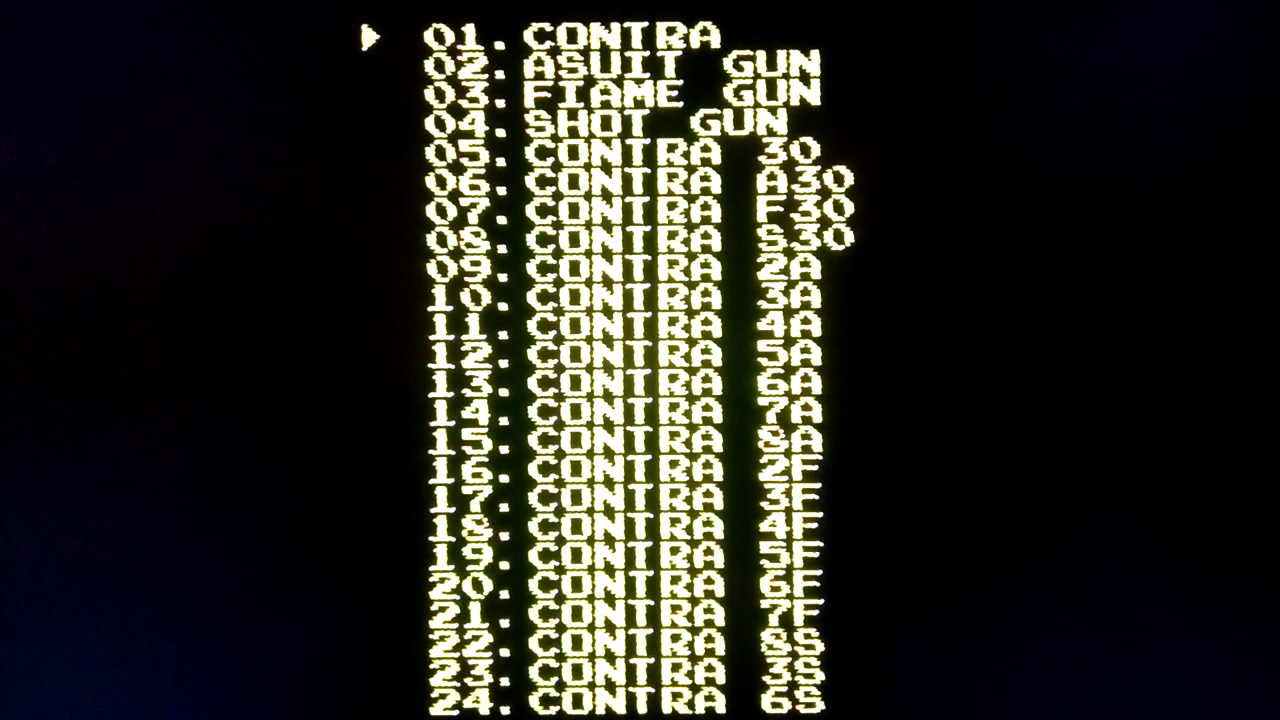 01. CONTRA
02. ASUIT GUN
03. FIAME GUN
04. SHOT GUN
05. CONTRA 30
06. CONTRA A30
07. CONTRA F30
08. CONTRA S30
09. CONTRA 2A
10. CONTRA 3A
11. CONTRA 4A
12. CONTRA 5A
13. CONTRA 6A
14. CONTRA 7A
15. CONTRA 8A
16. CONTRA 2F
17. CONTRA 3F
18. CONTRA 4F
19. CONTRA 5F
20. CONTRA 6F
21. CONTRA 7F
22. CONTRA 8S
23. CONTRA 3S
24. CONTRA 6S